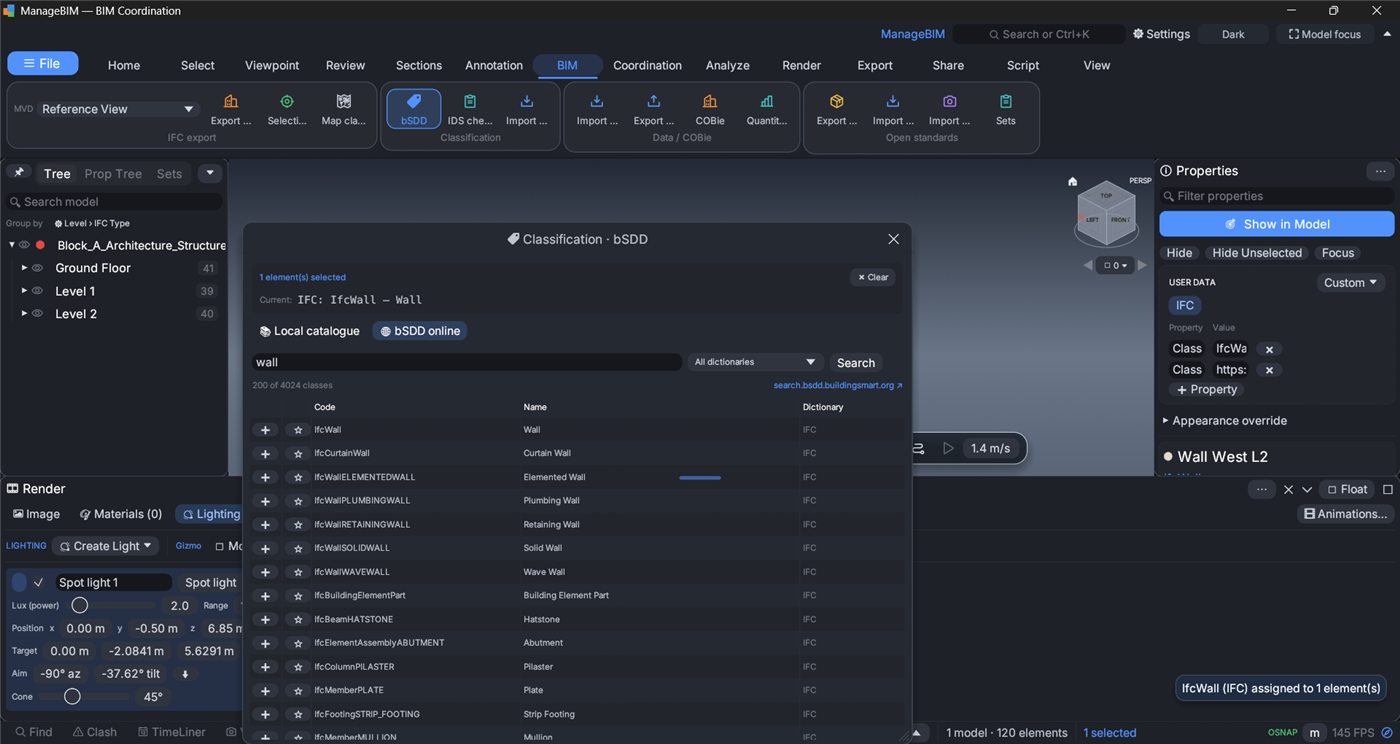 ManageBIM — BIM Coordination
ManageBIM Search or Ctrl+K Settings Dark Model focus
File Home Select Viewpoint Review Sections Annotation BIM Coordination Analyze Render Export Share Script View
MVD Reference View Export ... Selecti... Map cla... bSDD IDS che... Import ... Import ... Export ... COBie Quantit... Export ... Import ... Import ... Sets
IFC export Classification Data / COBie Open standards
Tree Prop Tree Sets
Search model
Group by Level › IFC Type
Block_A_Architecture_Structure
Ground Floor 41
Level 1 39
Level 2 40
Classification · bSDD
1 element(s) selected
Clear
Current: IFC: IfcWall — Wall
Local catalogue bSDD online
wall All dictionaries Search
200 of 4024 classes search.bsdd.buildingsmart.org ↗
Code Name Dictionary
IfcWall Wall IFC
IfcCurtainWall Curtain Wall IFC
IfcWallELEMENTEDWALL Elemented Wall IFC
IfcWallPLUMBINGWALL Plumbing Wall IFC
IfcWallRETAININGWALL Retaining Wall IFC
IfcWallSOLIDWALL Solid Wall IFC
IfcWallWAVEWALL Wave Wall IFC
IfcBuildingElementPart Building Element Part IFC
IfcBeamHATSTONE Hatstone IFC
IfcElementAssemblyABUTMENT Abutment IFC
IfcColumnPILASTER Pilaster IFC
IfcMemberPLATE Plate IFC
IfcFootingSTRIP_FOOTING Strip Footing IFC
IfcMemberMULLION Mullion IFC
PERSP
TOP
LEFT FRONT
0
1.4 m/s
Properties
Filter properties
Show in Model
Hide Hide Unselected Focus
USER DATA Custom
IFC
Property Value
Class IfcWa
Class https:
+ Property
Appearance override
Wall West L2
Render
Image Materials (0) Lighting
LIGHTING Create Light Gizmo Mo
Spot light 1 Spot light
Lux (power) 2.0 Range
Position x 0.00 m y -0.50 m z 6.85 m
Target 0.00 m -2.0841 m 5.6291 m
Aim -90° az -37.62° tilt
Cone 45°
Float
Animations...
IfcWall (IFC) assigned to 1 element(s)
Find Clash TimeLiner
1 model · 120 elements 1 selected OSNAP m 145 FPS